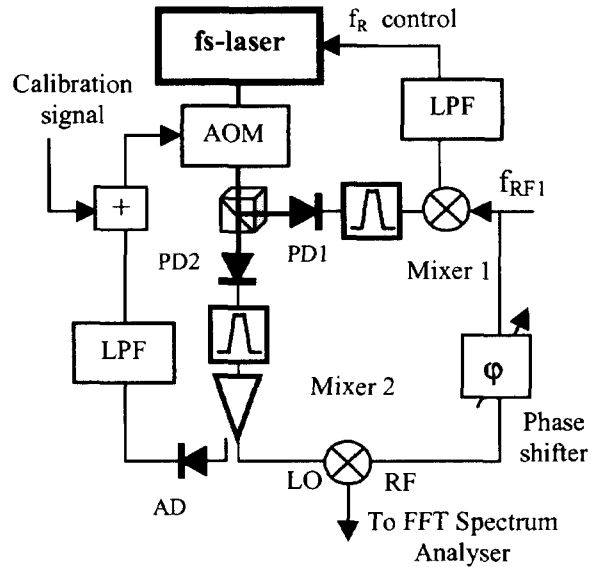 fs-laser
f_R control
Calibration
signal
AOM
LPF
+
f_RF1
PD2
PD1
Mixer 1
LPF
Mixer 2
φ
Phase
shifter
AD
LO
RF
To FFT Spectrum
Analyser